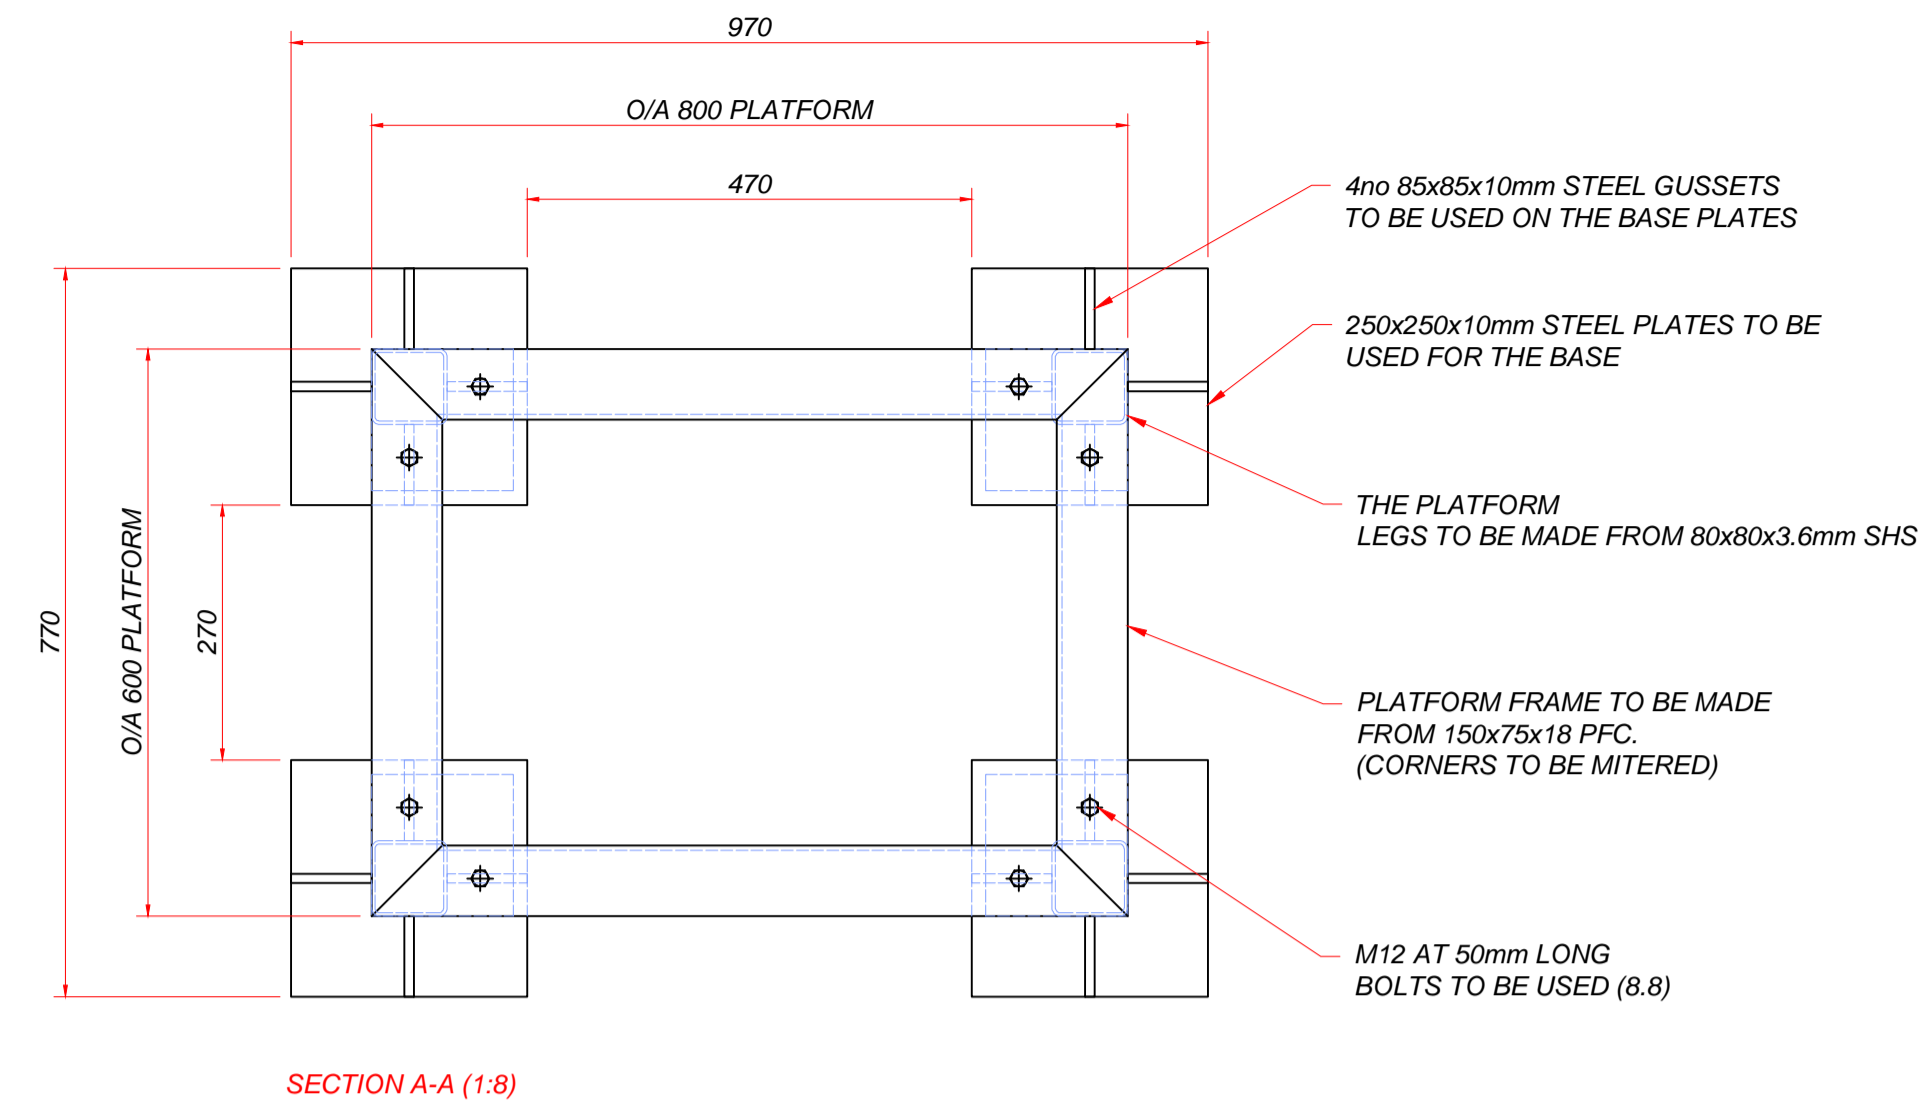 970
O/A 800 PLATFORM
470
4no 85x85x10mm STEEL GUSSETS
TO BE USED ON THE BASE PLATES
250x250x10mm STEEL PLATES TO BE
USED FOR THE BASE
THE PLATFORM
LEGS TO BE MADE FROM 80x80x3.6mm SHS
770
O/A 600 PLATFORM
270
PLATFORM FRAME TO BE MADE
FROM 150x75x18 PFC.
(CORNERS TO BE MITERED)
M12 AT 50mm LONG
BOLTS TO BE USED (8.8)
SECTION A-A (1:8)